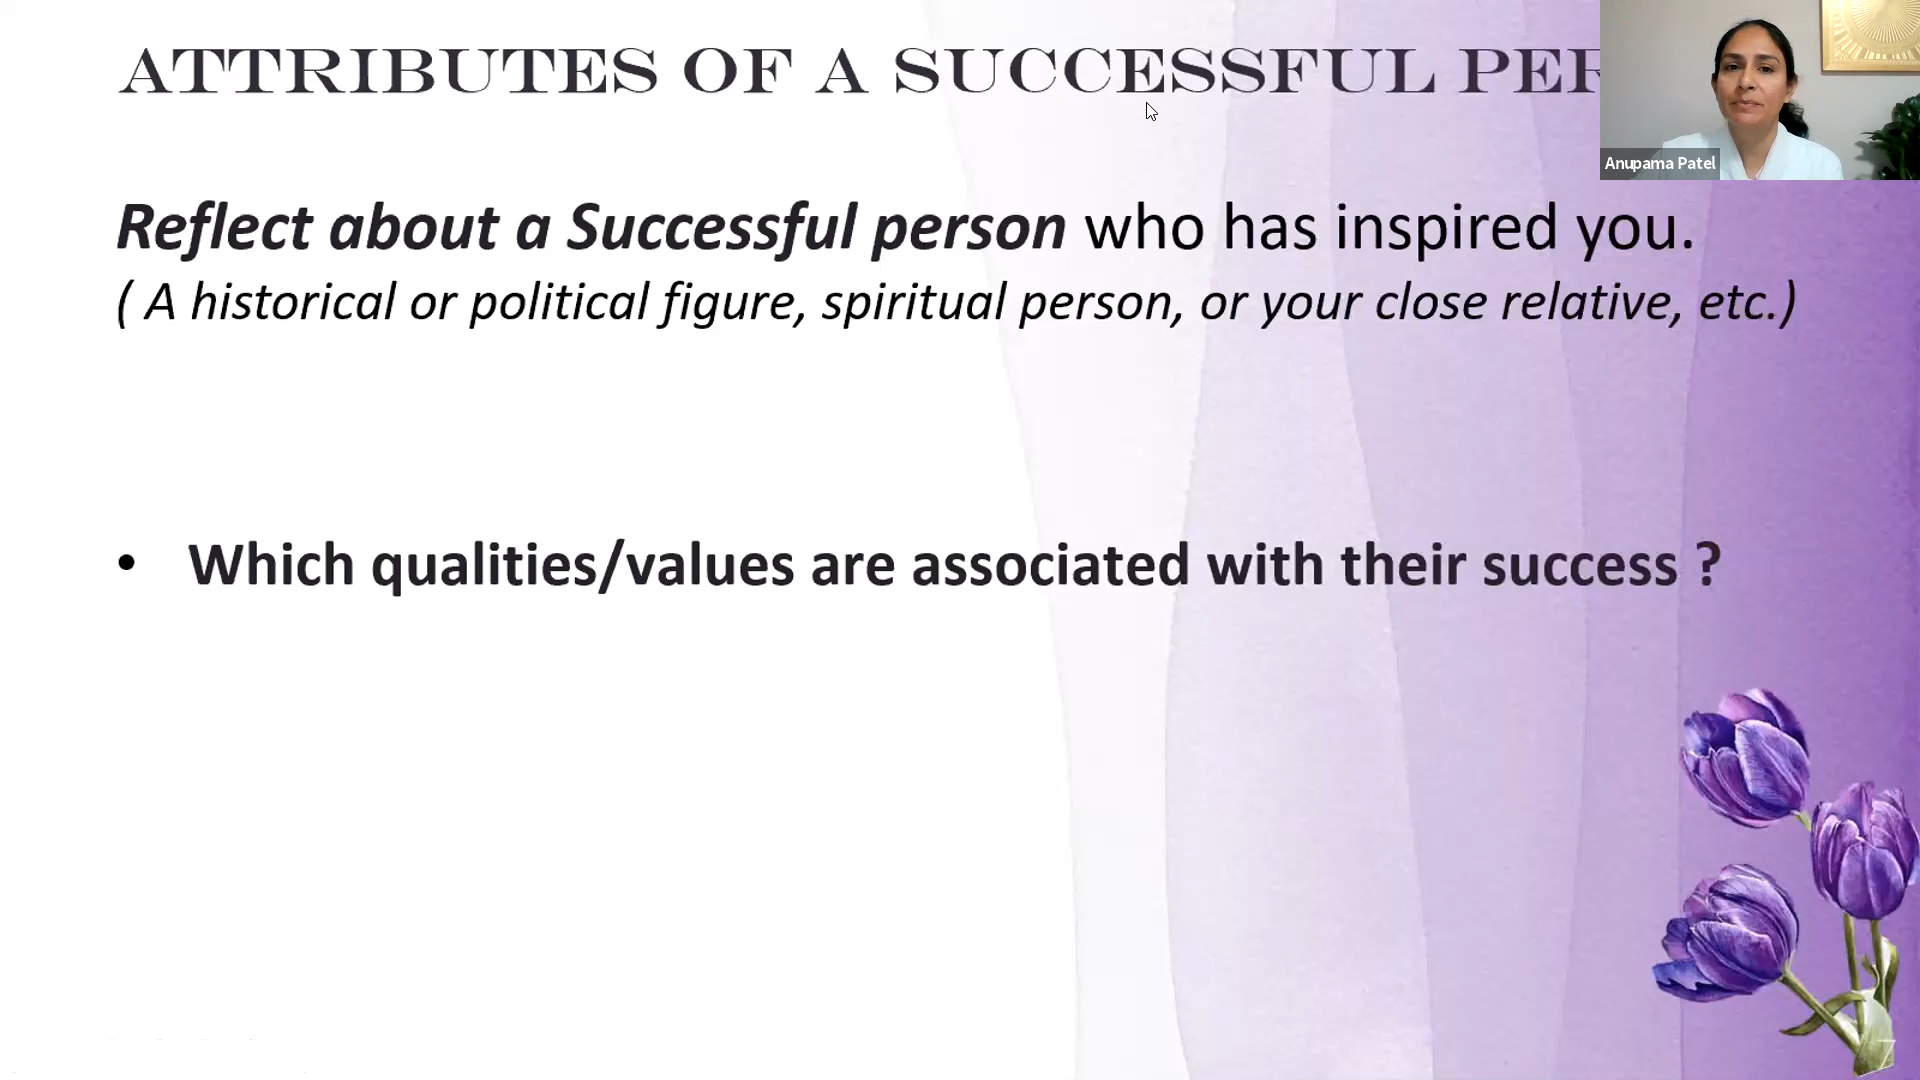 ATTRIBUTES OF A SUCCESSFUL
Anupama Patel
Reflect about a Successful person who has inspired you.
( A historical or political figure, spiritual person, or your close relative, etc.)
• Which qualities/values are associated with their success ?
7